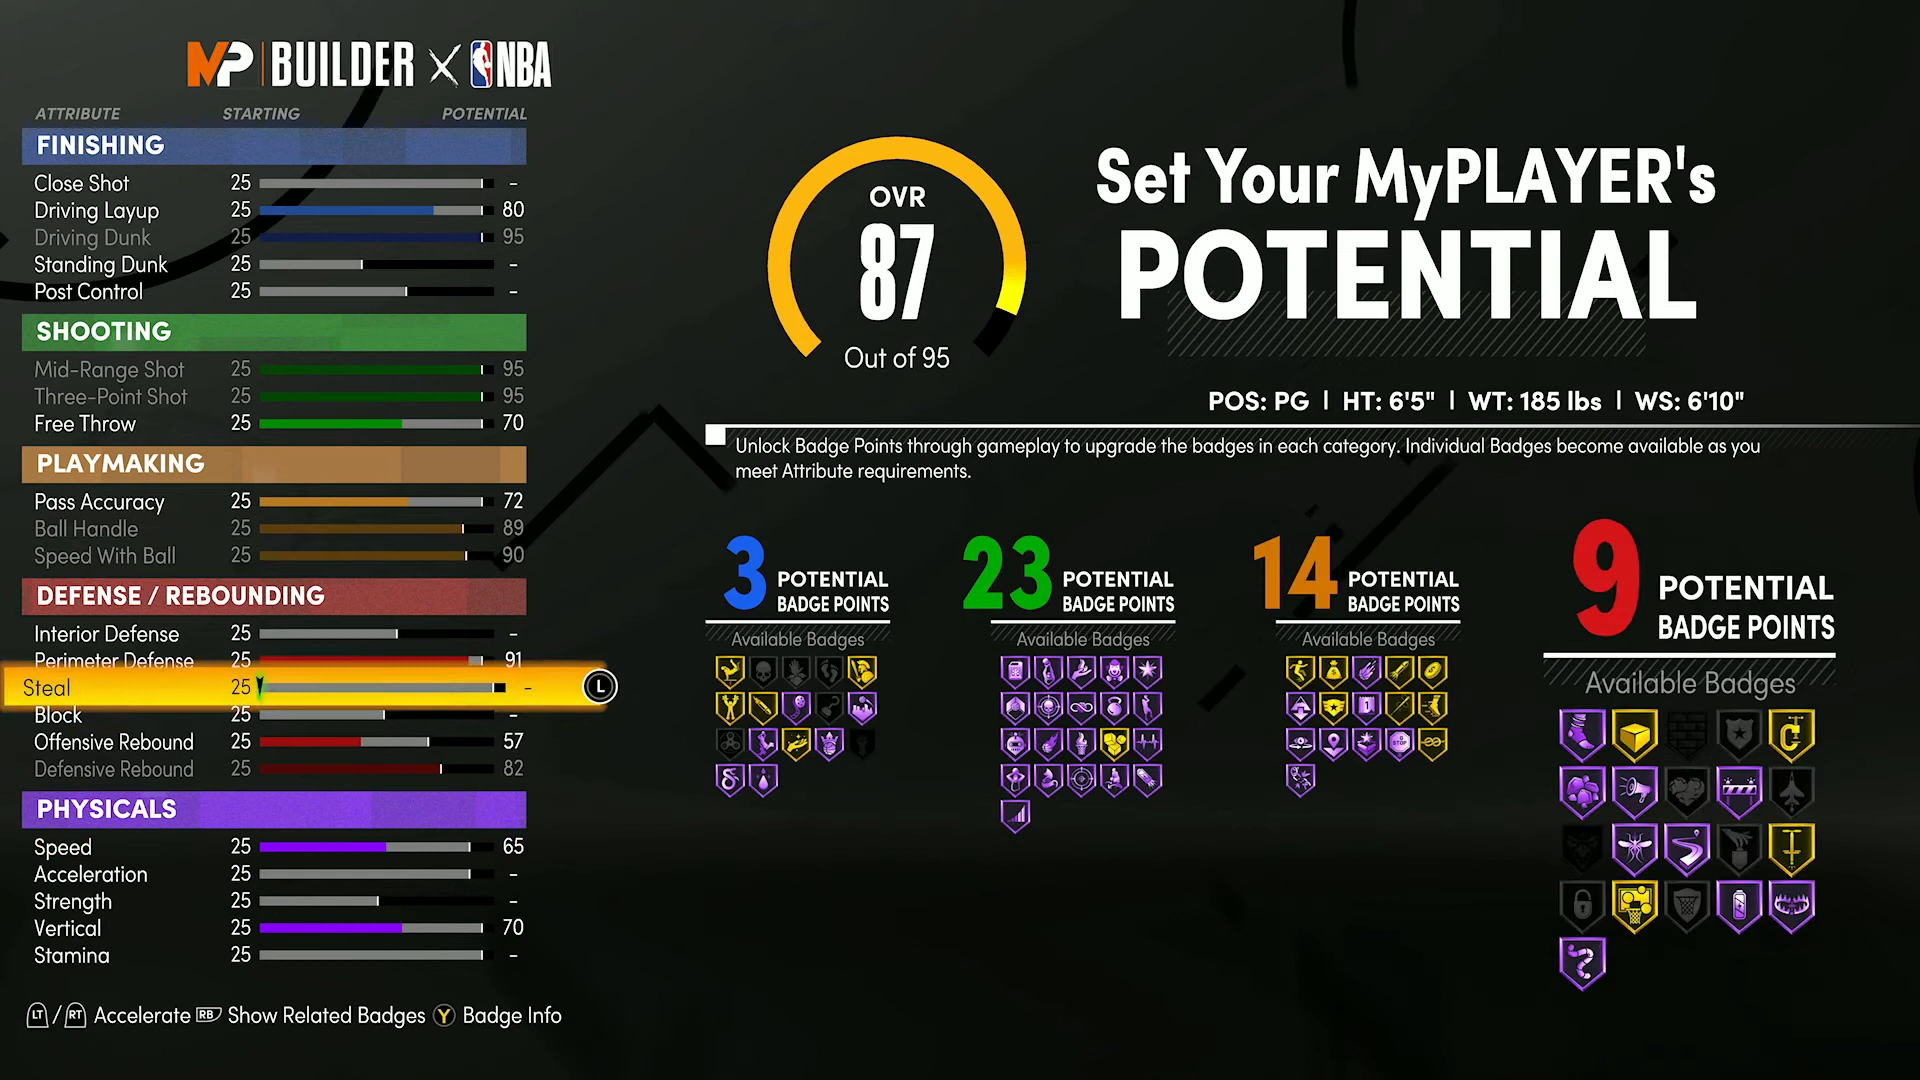 MP | BUILDER X NBA
ATTRIBUTE STARTING POTENTIAL
FINISHING
Close Shot 25 -
Driving Layup 25 80
Driving Dunk 25 95
Standing Dunk 25 -
Post Control 25 -
SHOOTING
Mid-Range Shot 25 95
Three-Point Shot 25 95
Free Throw 25 70
PLAYMAKING
Pass Accuracy 25 72
Ball Handle 25 89
Speed With Ball 25 90
DEFENSE / REBOUNDING
Interior Defense 25 -
Perimeter Defense 25 91
Steal 25 - L
Block 25 -
Offensive Rebound 25 57
Defensive Rebound 25 82
PHYSICALS
Speed 25 65
Acceleration 25 -
Strength 25 -
Vertical 25 70
Stamina 25 -
LT / RT Accelerate RB Show Related Badges Y Badge Info
OVR
87
Out of 95
Set Your MyPLAYER's
POTENTIAL
POS: PG | HT: 6'5" | WT: 185 lbs | WS: 6'10"
Unlock Badge Points through gameplay to upgrade the badges in each category. Individual Badges become available as you
meet Attribute requirements.
3 POTENTIAL
BADGE POINTS
Available Badges
23 POTENTIAL
BADGE POINTS
Available Badges
14 POTENTIAL
BADGE POINTS
Available Badges
9 POTENTIAL
BADGE POINTS
Available Badges